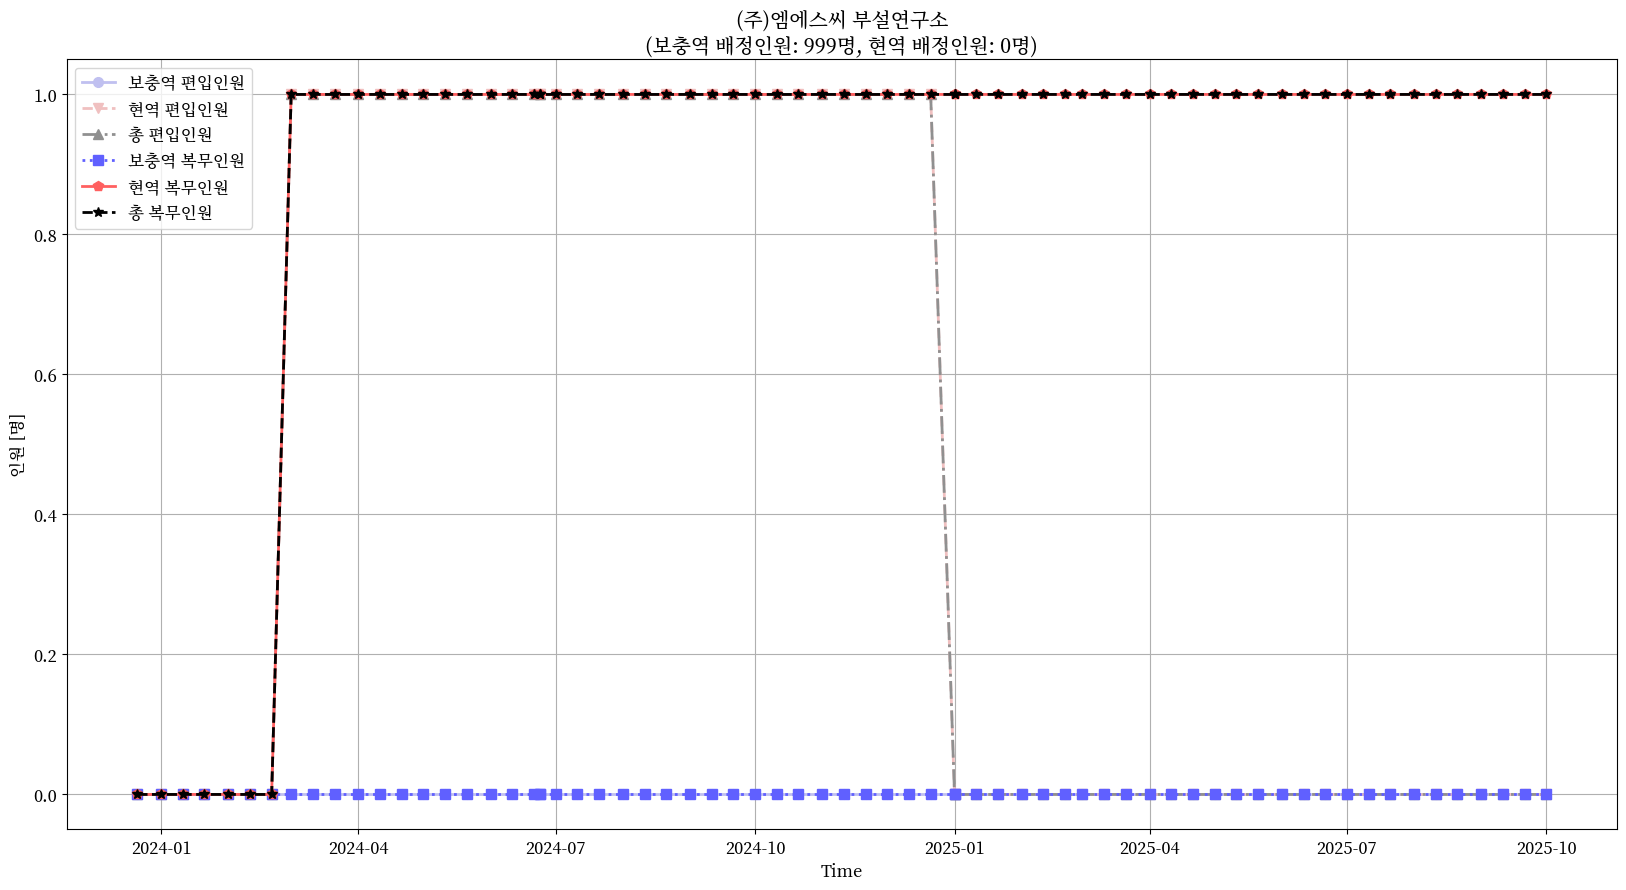 (주)엠에스씨 부설연구소
(보충역 배정인원: 999명, 현역 배정인원: 0명)
보충역 편입인원
현역 편입인원
총 편입인원
보충역 복무인원
현역 복무인원
총 복무인원
1.0
0.8
0.6
0.4
0.2
0.0
인원 [명]
2024-01
2024-04
2024-07
2024-10
2025-01
2025-04
2025-07
2025-10
Time